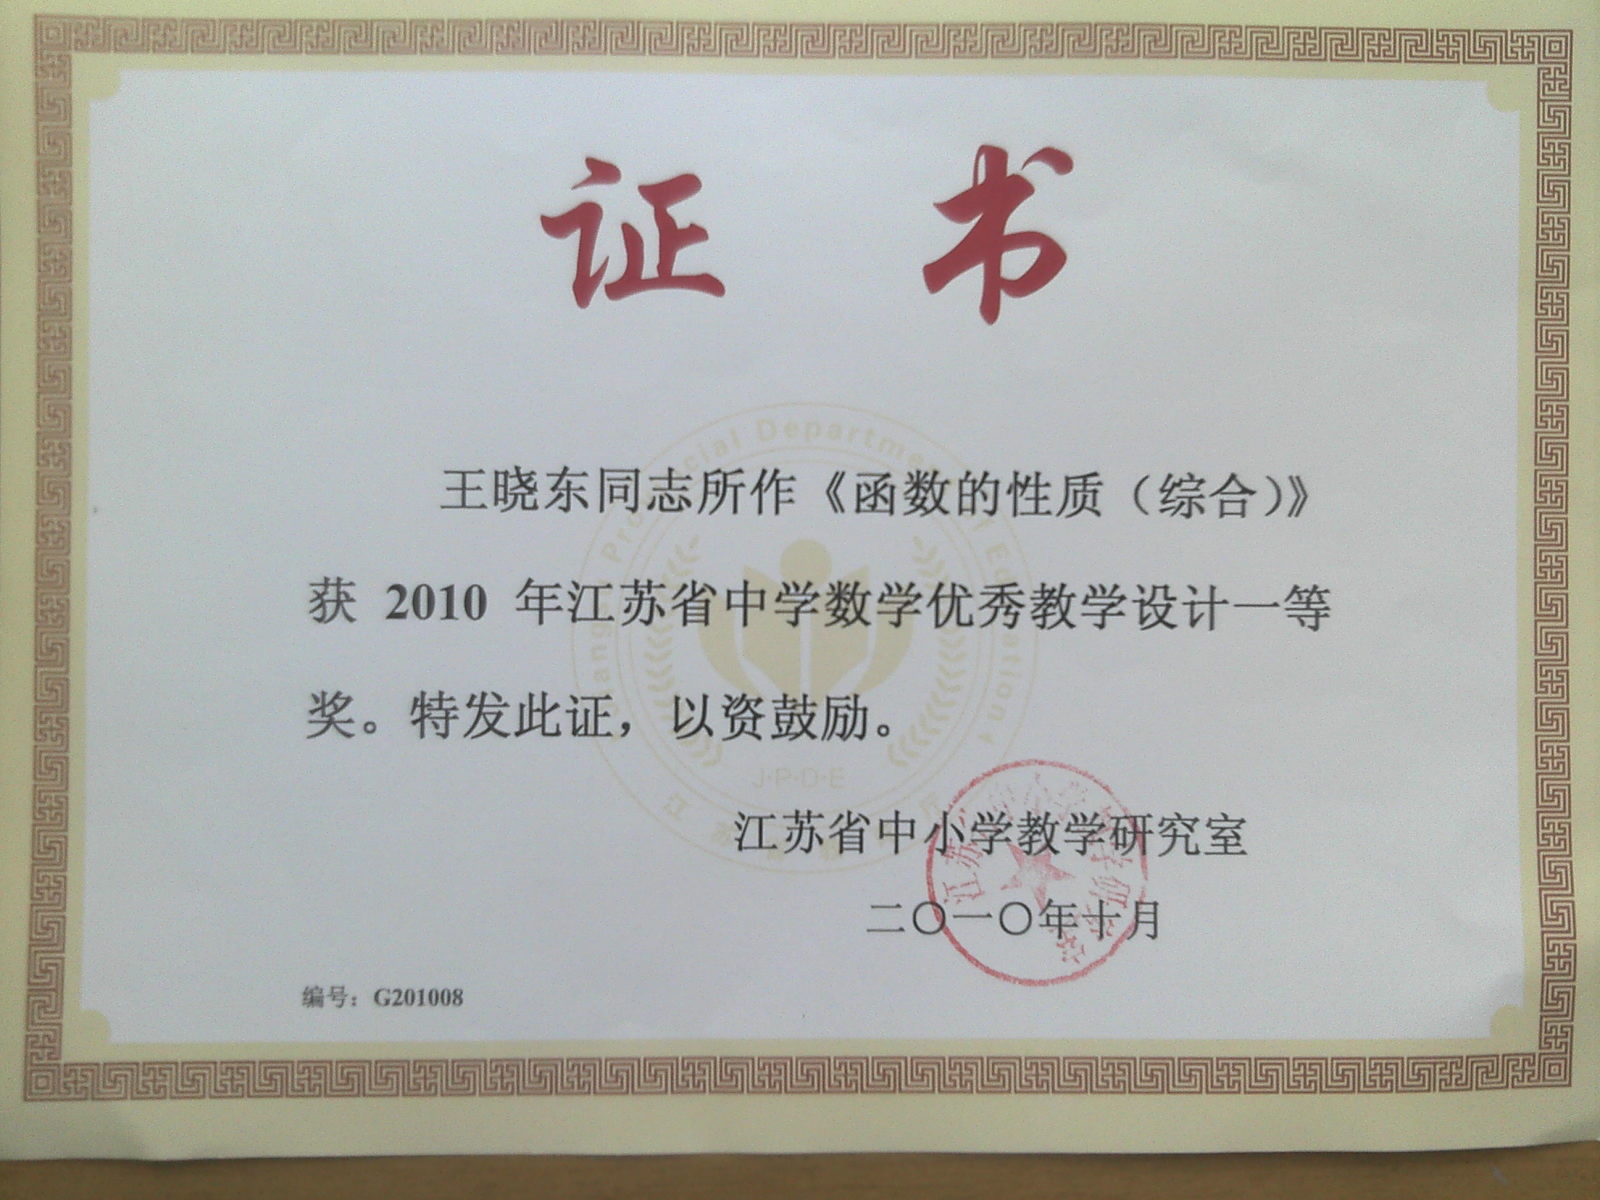 证 书
王晓东同志所作《函数的性质（综合）》
获 2010 年江苏省中学数学优秀教学设计一等
奖。特发此证，以资鼓励。
J·P·D·E
江苏省中小学教学研究室
二〇一〇年十月
编号：G201008